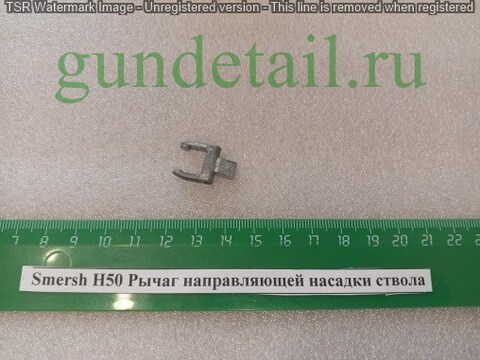 TSR Watermark Image - Unregistered version - This line is removed when registered
gundetail.ru
7 8 9 10 11 12 13 14 15 16 17 18 19 20 21 22
Smersh H50 Рычаг направляющей насадки ствола